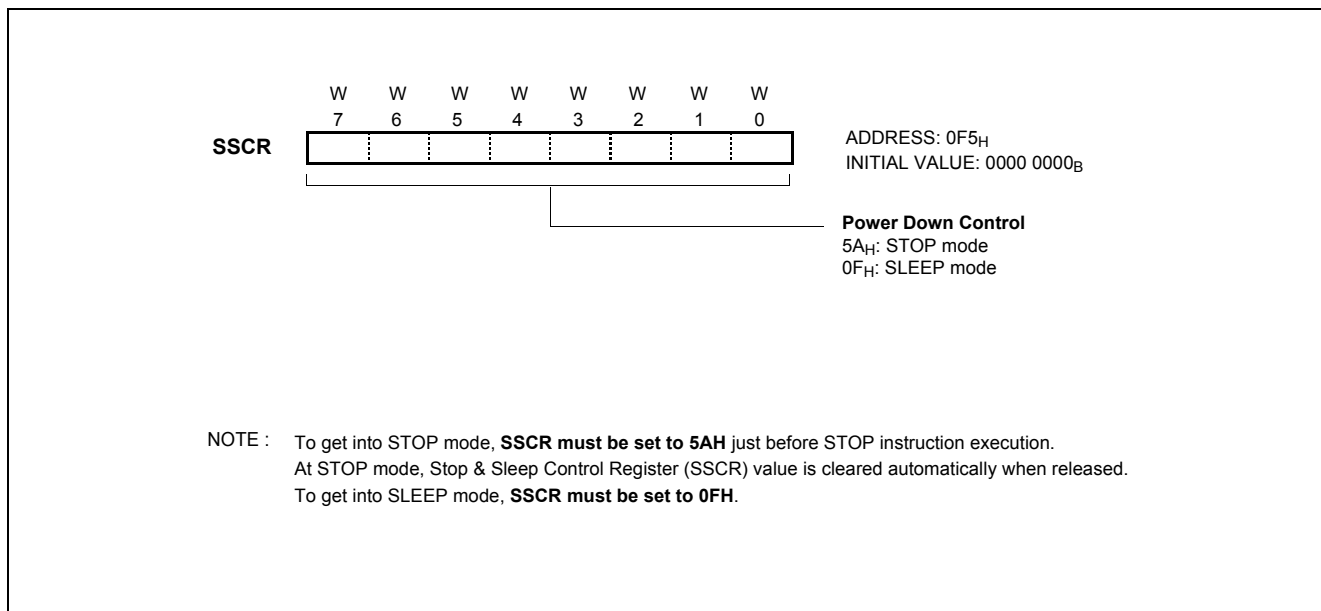 W W W W W W W W
7 6 5 4 3 2 1 0
SSCR
ADDRESS: 0F5H
INITIAL VALUE: 0000 0000B
Power Down Control
5AH: STOP mode
0FH: SLEEP mode
NOTE : To get into STOP mode, SSCR must be set to 5AH just before STOP instruction execution.
At STOP mode, Stop & Sleep Control Register (SSCR) value is cleared automatically when released.
To get into SLEEP mode, SSCR must be set to 0FH.